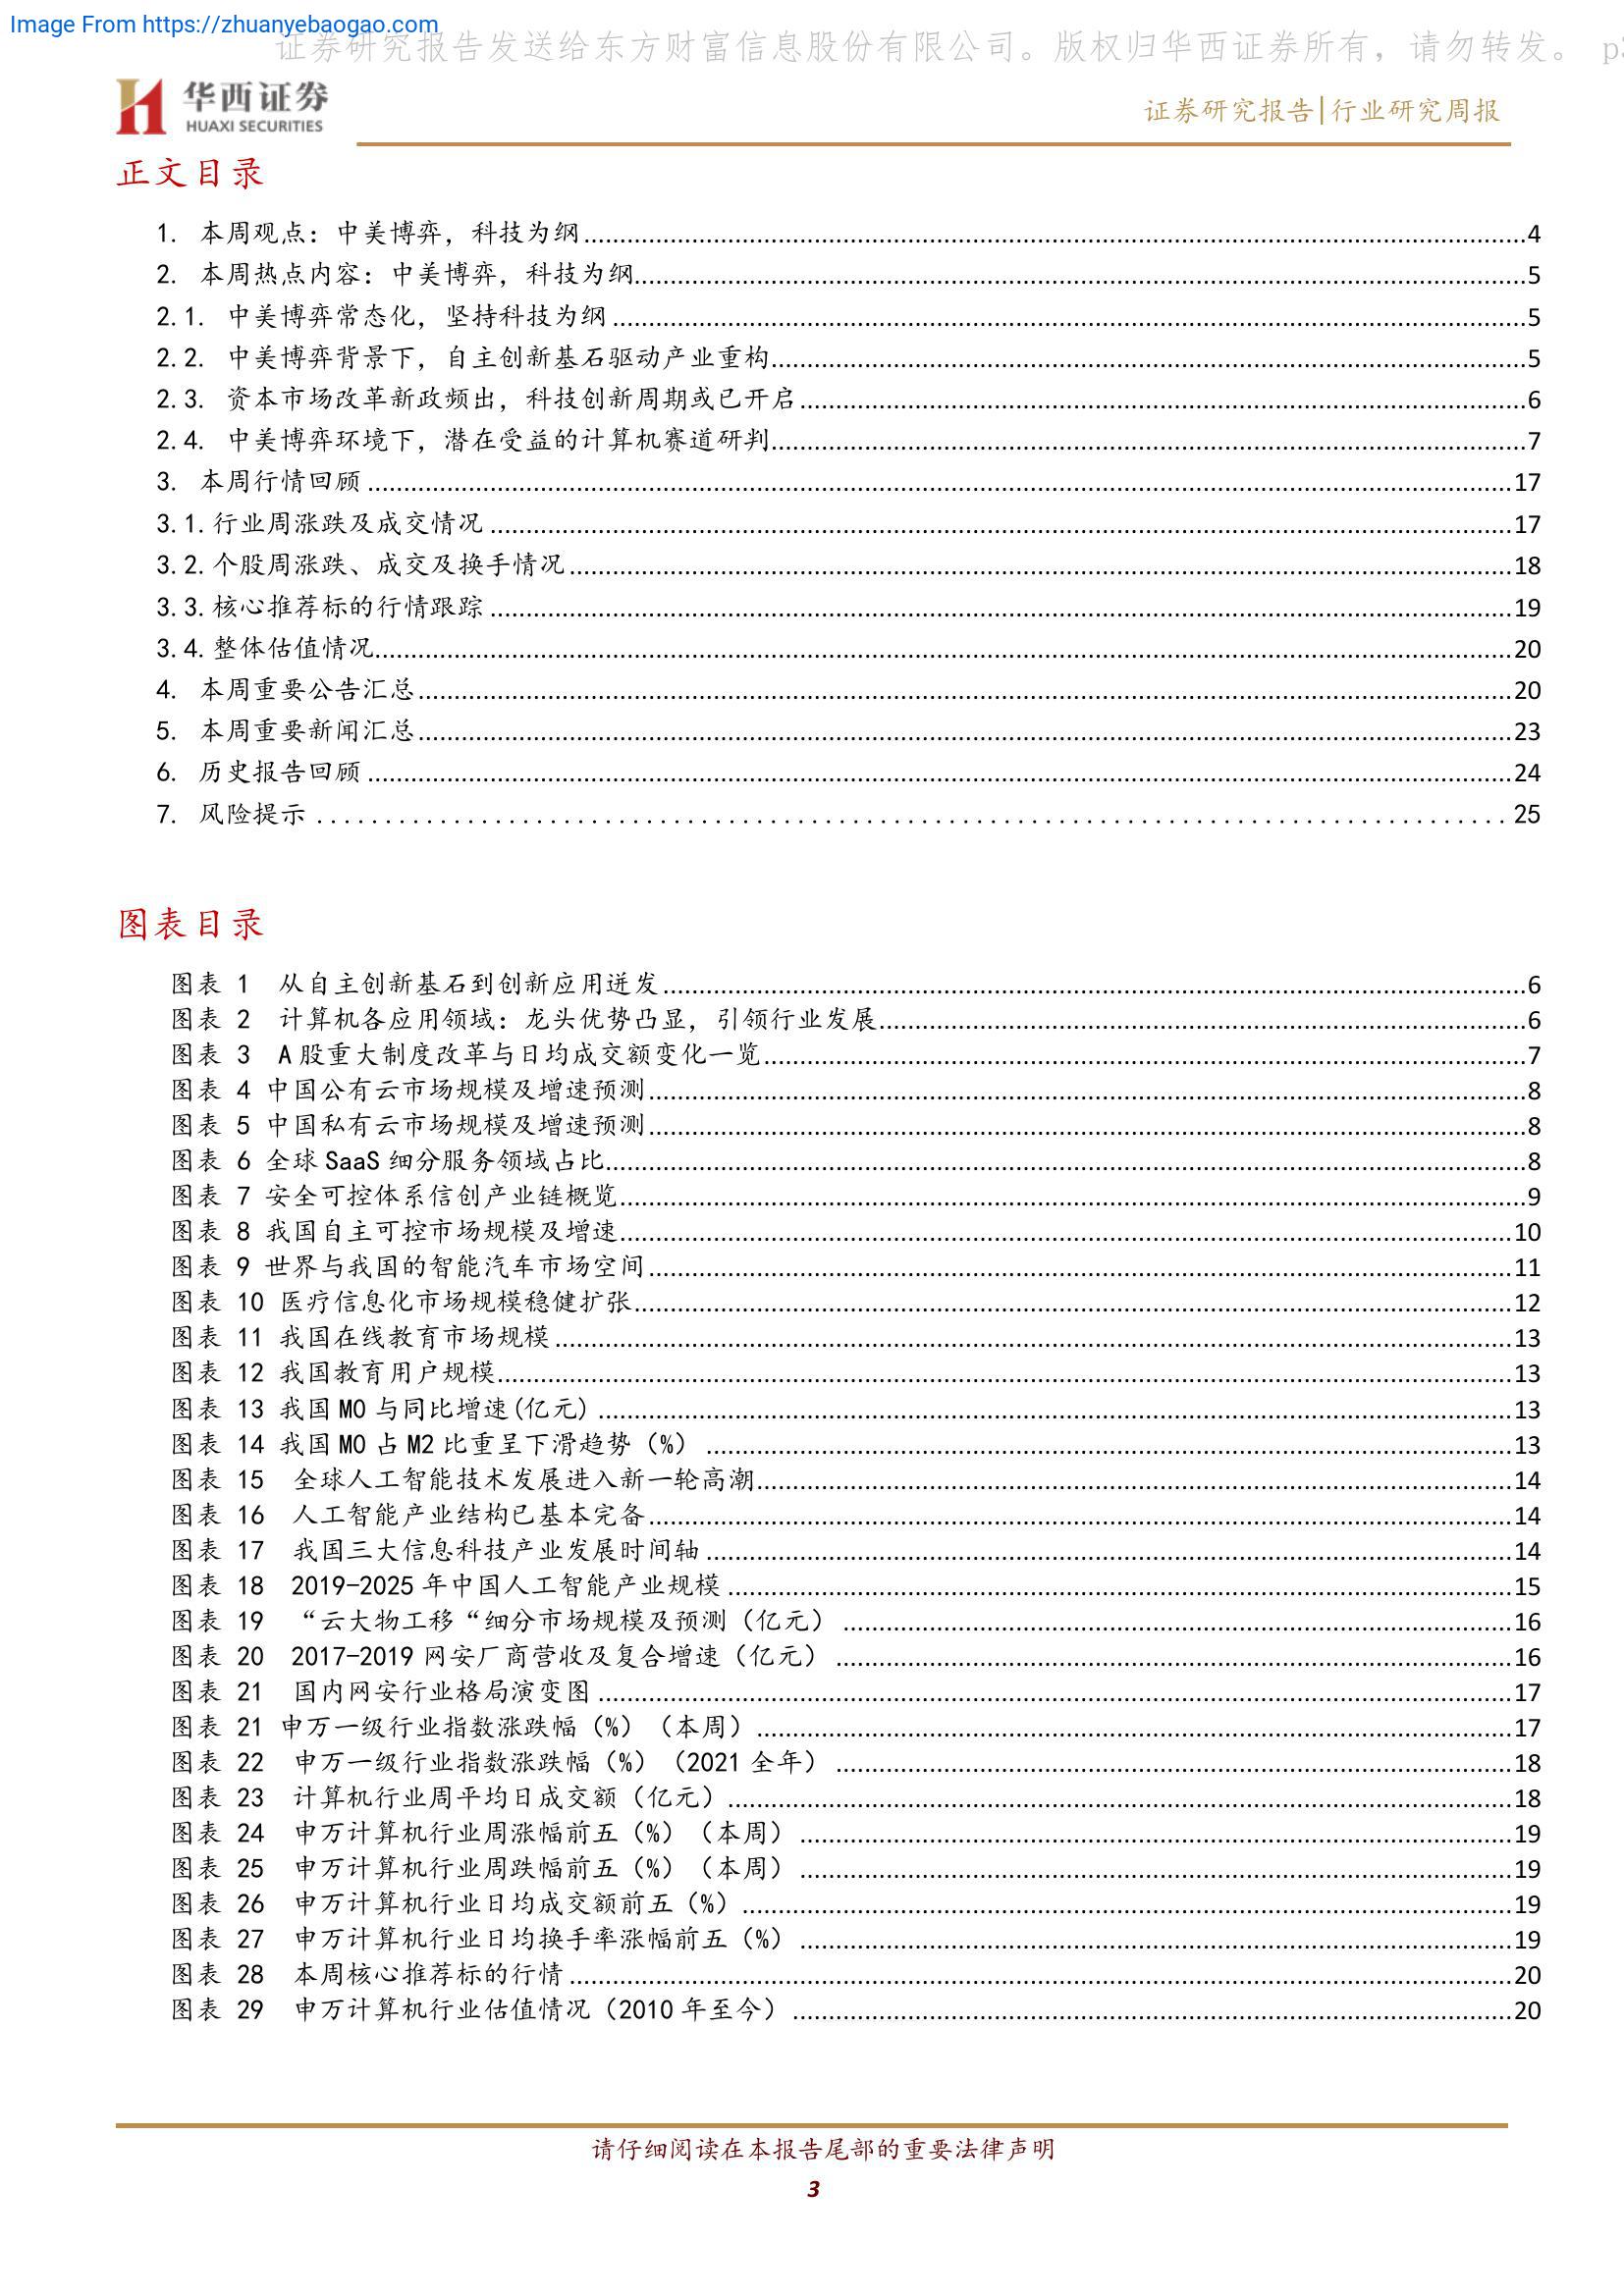 Image From https://zhuanyebaogao.com
证券研究报告发送给东方财富信息股份有限公司。版权归华西证券所有，请勿转发。 p3
华西证券
HUAXI SECURITIES
证券研究报告|行业研究周报
正文目录
1. 本周观点：中美博弈，科技为纲 4
2. 本周热点内容：中美博弈，科技为纲 5
2.1. 中美博弈常态化，坚持科技为纲 5
2.2. 中美博弈背景下，自主创新基石驱动产业重构 5
2.3. 资本市场改革新政频出，科技创新周期或已开启 6
2.4. 中美博弈环境下，潜在受益的计算机赛道研判 7
3. 本周行情回顾 17
3.1.行业周涨跌及成交情况 17
3.2.个股周涨跌、成交及换手情况 18
3.3.核心推荐标的行情跟踪 19
3.4.整体估值情况 20
4. 本周重要公告汇总 20
5. 本周重要新闻汇总 23
6. 历史报告回顾 24
7. 风险提示 25
图表目录
图表 1 从自主创新基石到创新应用迸发 6
图表 2 计算机各应用领域：龙头优势凸显，引领行业发展 6
图表 3 A 股重大制度改革与日均成交额变化一览 7
图表 4 中国公有云市场规模及增速预测 8
图表 5 中国私有云市场规模及增速预测 8
图表 6 全球 SaaS 细分服务领域占比 8
图表 7 安全可控体系信创产业链概览 9
图表 8 我国自主可控市场规模及增速 10
图表 9 世界与我国的智能汽车市场空间 11
图表 10 医疗信息化市场规模稳健扩张 12
图表 11 我国在线教育市场规模 13
图表 12 我国教育用户规模 13
图表 13 我国 M0 与同比增速(亿元) 13
图表 14 我国 M0 占 M2 比重呈下滑趋势（%） 13
图表 15 全球人工智能技术发展进入新一轮高潮 14
图表 16 人工智能产业结构已基本完备 14
图表 17 我国三大信息科技产业发展时间轴 14
图表 18 2019-2025 年中国人工智能产业规模 15
图表 19 “云大物工移“细分市场规模及预测（亿元） 16
图表 20 2017-2019 网安厂商营收及复合增速（亿元） 16
图表 21 国内网安行业格局演变图 17
图表 21 申万一级行业指数涨跌幅（%）（本周） 17
图表 22 申万一级行业指数涨跌幅（%）（2021 全年） 18
图表 23 计算机行业周平均日成交额（亿元） 18
图表 24 申万计算机行业周涨幅前五（%）（本周） 19
图表 25 申万计算机行业周跌幅前五（%）（本周） 19
图表 26 申万计算机行业日均成交额前五（%） 19
图表 27 申万计算机行业日均换手率涨幅前五（%） 19
图表 28 本周核心推荐标的行情 20
图表 29 申万计算机行业估值情况（2010 年至今） 20
请仔细阅读在本报告尾部的重要法律声明
3